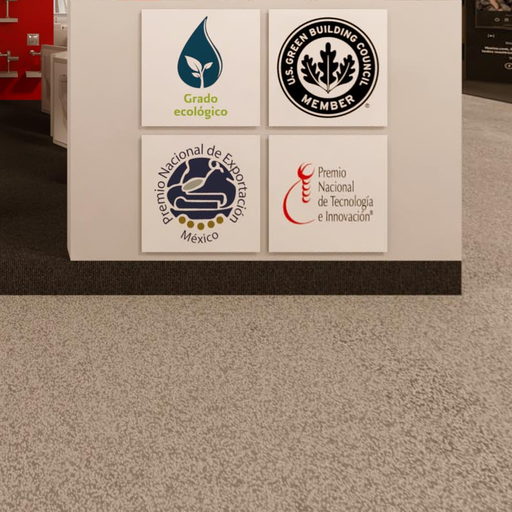 Grado
ecológico
U.S. GREEN BUILDING COUNCIL
MEMBER
®
Premio Nacional de Exportación
México
Premio
Nacional
de Tecnología
e Innovación®